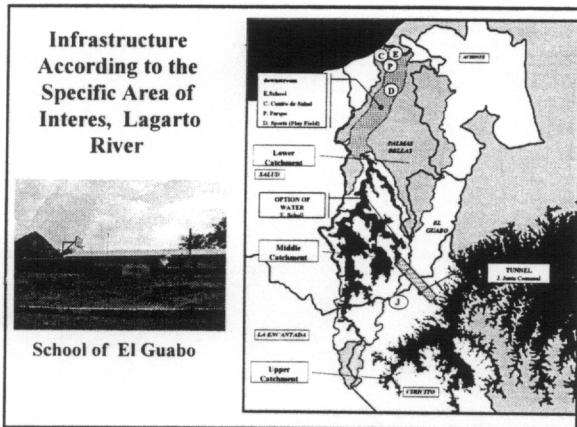 Infrastructure
According to the
Specific Area of
Interes, Lagarto
River
School of El Guabo
C
E
P
D
ACHIOTE
downstream
E. School
C. Centro de Salud
P. Parque
D. Sports (Play Field)
PALMAS
BELLAS
Lower
Catchment
SALUD
OPTION OF
WATER
E. Scholl
EL
GUABO
Middle
Catchment
TUNNEL
J. Junta Comunal
J
LA ENCANTADA
Upper
Catchment
CIRICITO